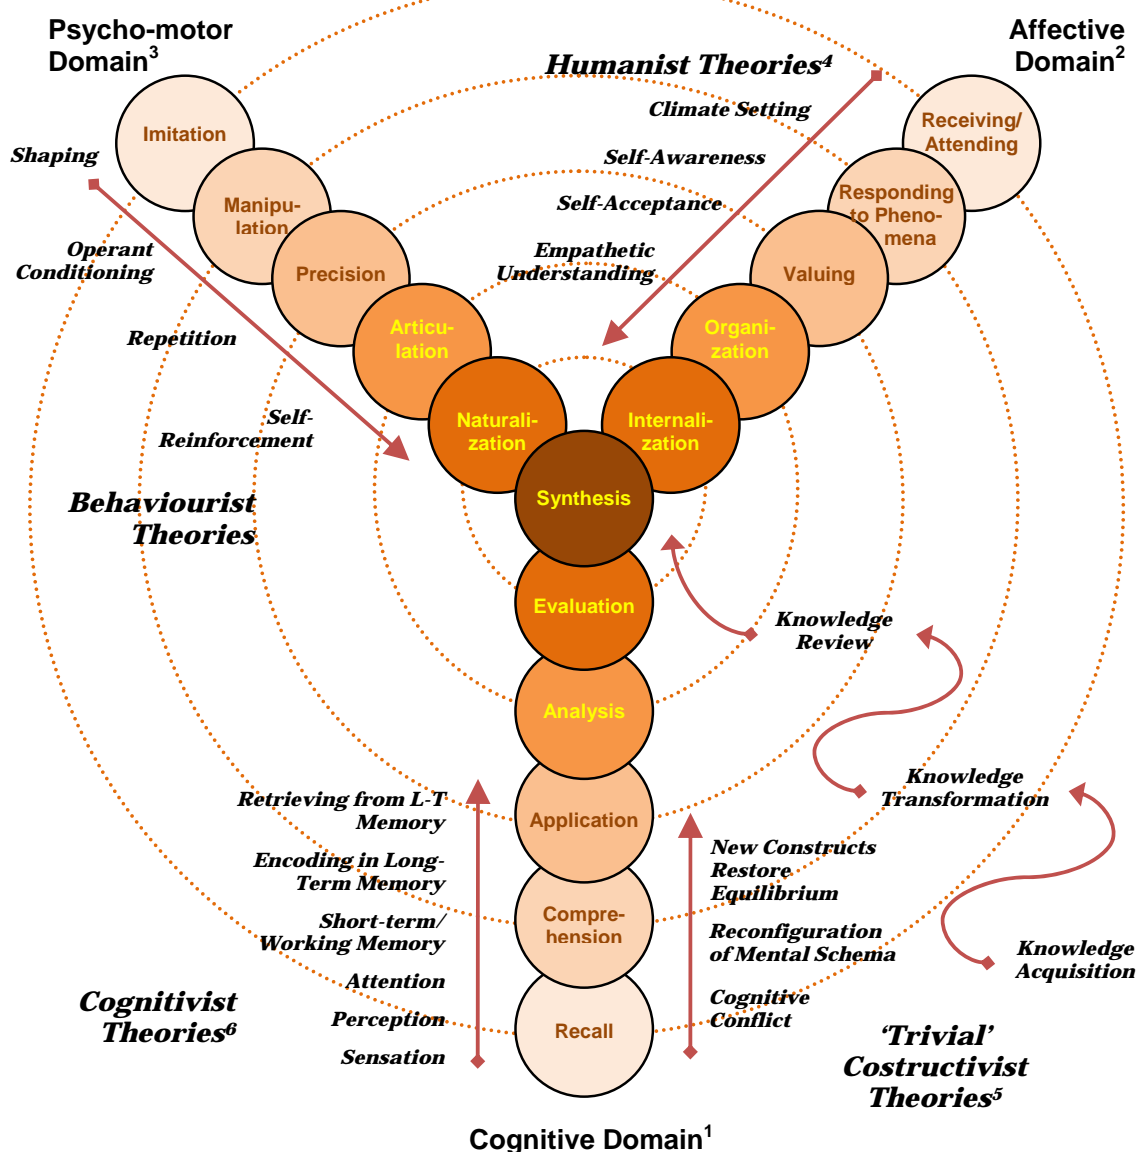 Psycho-motor
Domain3
Affective
Domain2
Humanist Theories4
Climate Setting
Self-Awareness
Self-Acceptance
Empathetic
Understanding
Imitation
Manipu-
lation
Precision
Articu-
lation
Naturali-
zation
Receiving/
Attending
Responding
to Pheno-
mena
Valuing
Organi-
zation
Internali-
zation
Shaping
Operant
Conditioning
Repetition
Self-
Reinforcement
Behaviourist
Theories
Synthesis
Evaluation
Analysis
Application
Compre-
hension
Recall
Knowledge
Review
Knowledge
Transformation
Knowledge
Acquisition
Retrieving from L-T
Memory
Encoding in Long-
Term Memory
Short-term/
Working Memory
Attention
Perception
Sensation
Cognitivist
Theories6
New Constructs
Restore
Equilibrium
Reconfiguration
of Mental Schema
Cognitive
Conflict
‘Trivial’
Costructivist
Theories5
Cognitive Domain1